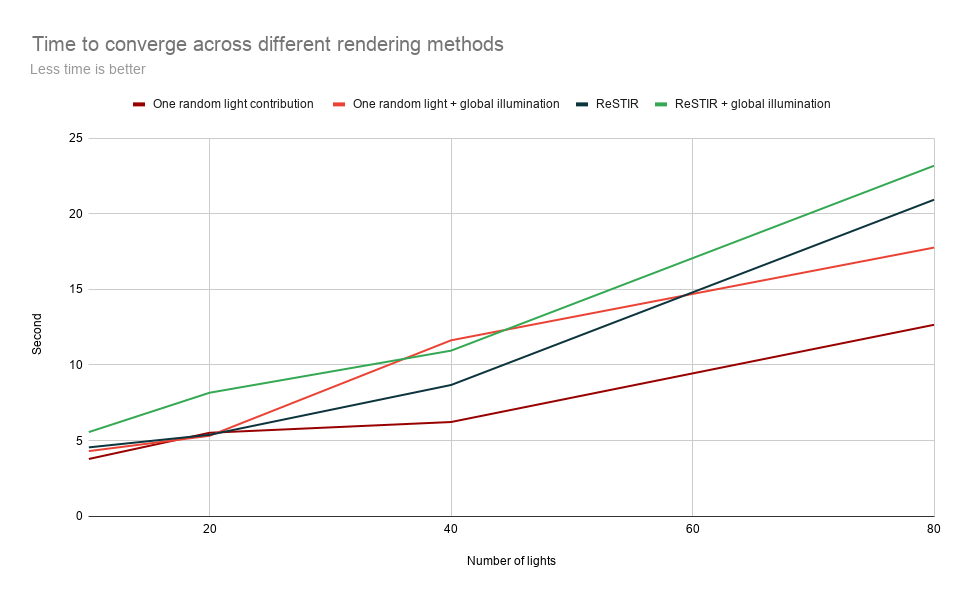 Time to converge across different rendering methods
Less time is better
One random light contribution One random light + global illumination ReSTIR ReSTIR + global illumination
25
20
15
10
5
0
Second
20 40 60 80
Number of lights